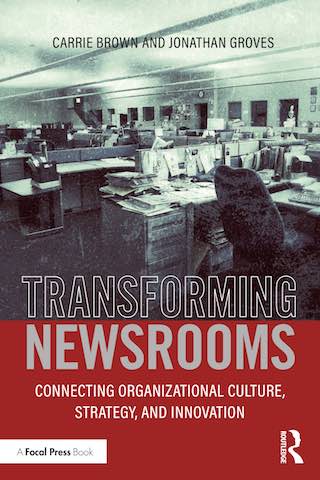 CARRIE BROWN AND JONATHAN GROVES
TRANSFORMING
NEWSROOMS
CONNECTING ORGANIZATIONAL CULTURE,
STRATEGY, AND INNOVATION
A Focal Press Book
ROUTLEDGE